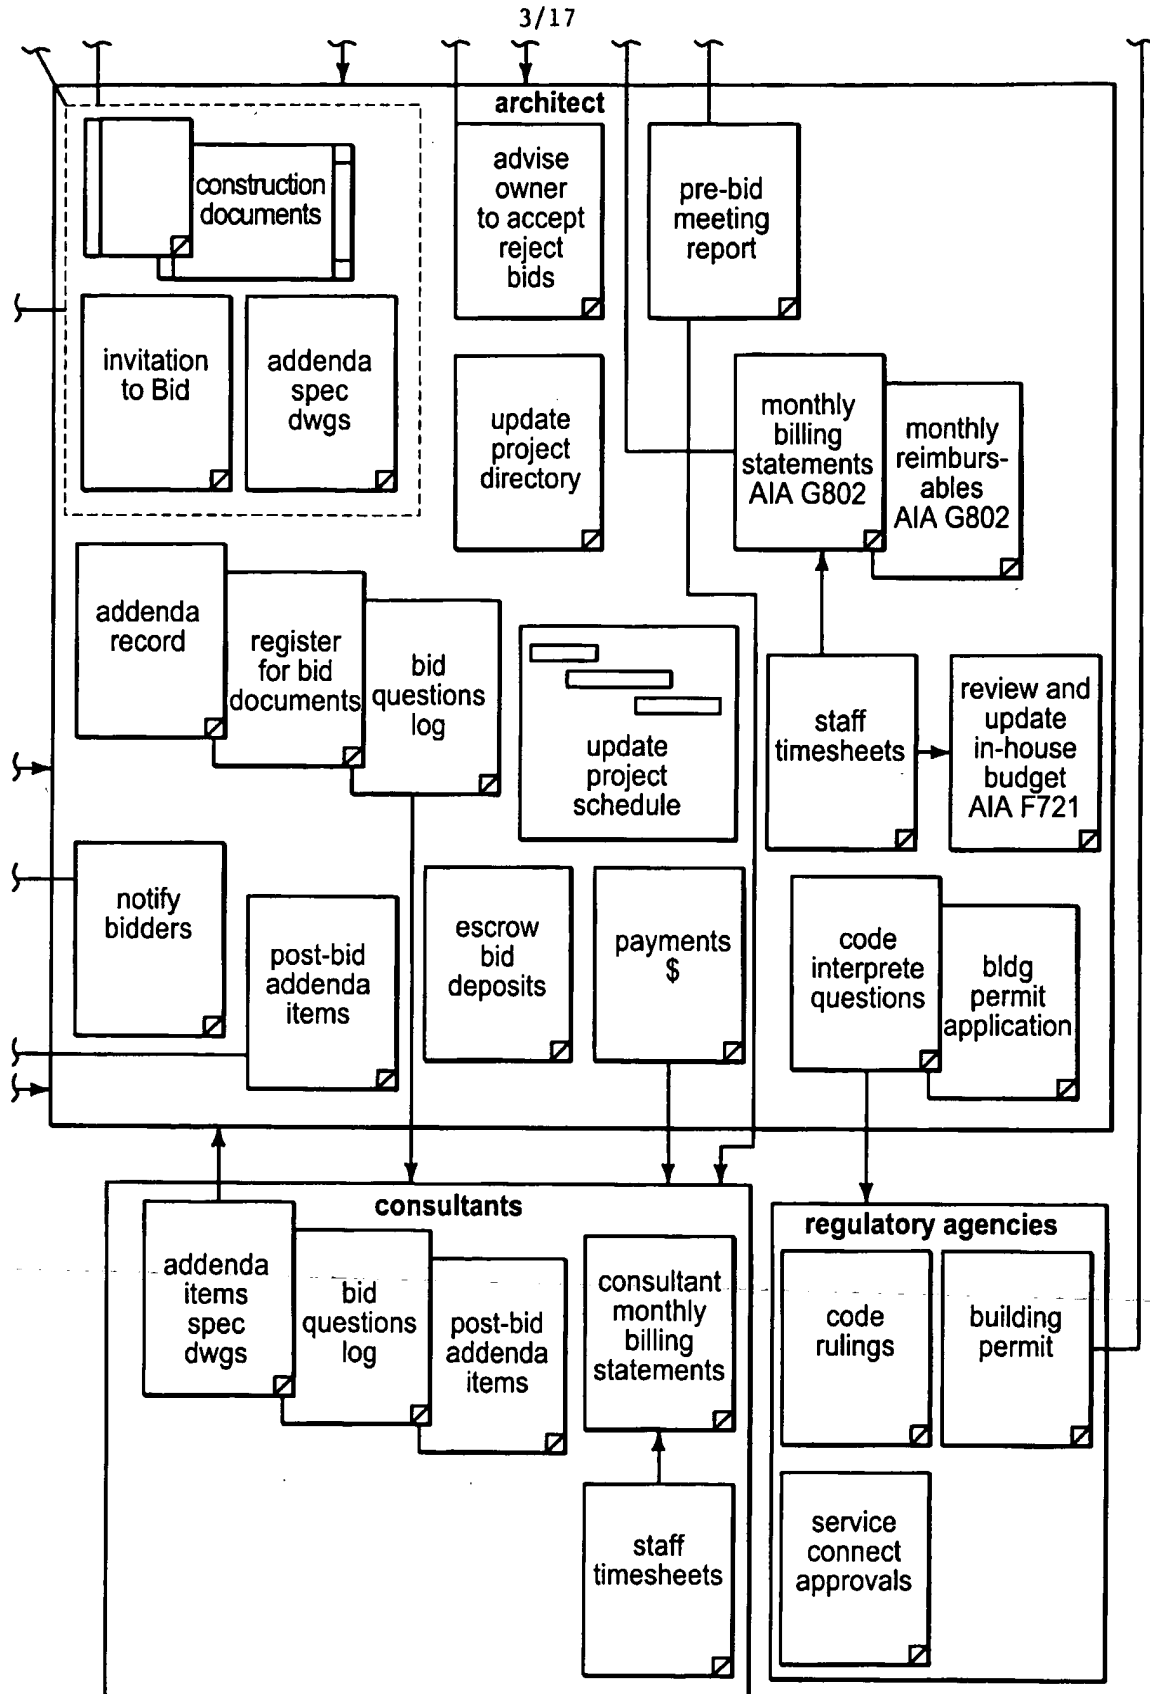 3/17
architect
construction
documents
advise
owner
to accept
reject
bids
pre-bid
meeting
report
invitation
to Bid
addenda
spec
dwgs
update
project
directory
monthly
billing
statements
AIA G802
monthly
reimburs-
ables
AIA G802
addenda
record
register
for bid
documents
bid
questions
log
update
project
schedule
staff
timesheets
review and
update
in-house
budget
AIA F721
notify
bidders
post-bid
addenda
items
escrow
bid
deposits
payments
$
code
interprete
questions
bldg
permit
application
consultants
addenda
items
spec
dwgs
bid
questions
log
post-bid
addenda
items
consultant
monthly
billing
statements
staff
timesheets
regulatory agencies
code
rulings
building
permit
service
connect
approvals